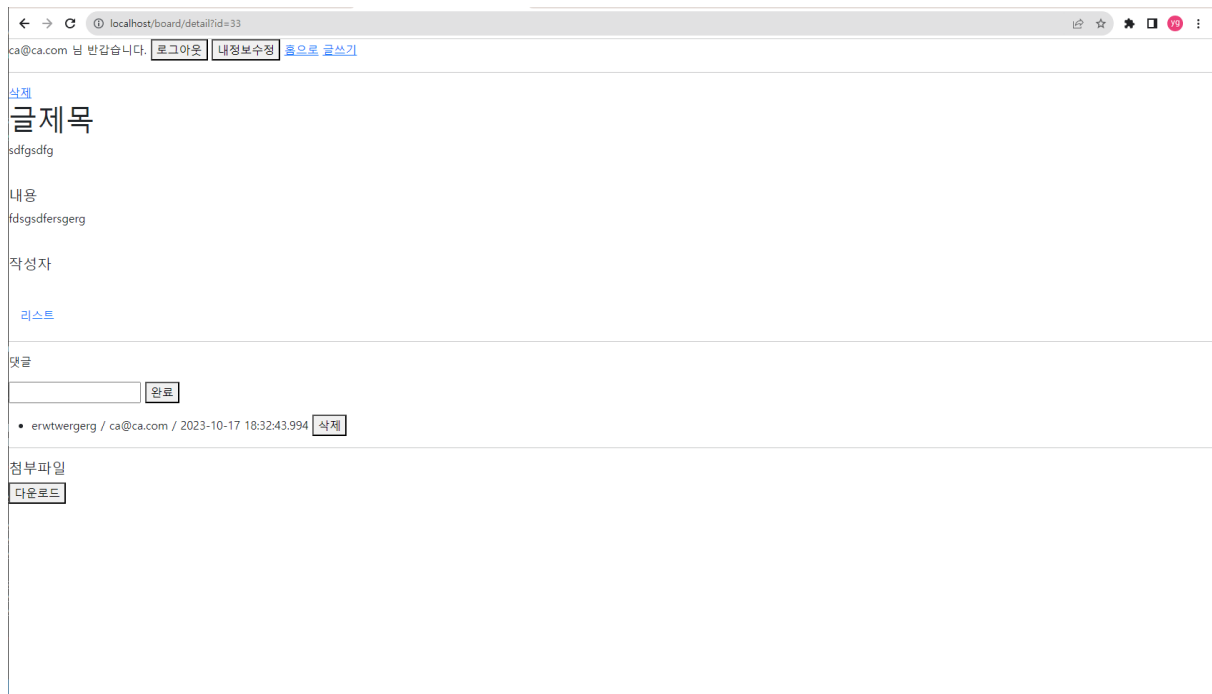 localhost/board/detail?id=33
yg
ca@ca.com 님 반갑습니다. 로그아웃 내정보수정 홈으로 글쓰기
삭제
글제목
sdfgsdfg
내용
fdsgsdfersgerg
작성자
리스트
댓글
완료
erwtwergerg / ca@ca.com / 2023-10-17 18:32:43.994 삭제
첨부파일
다운로드